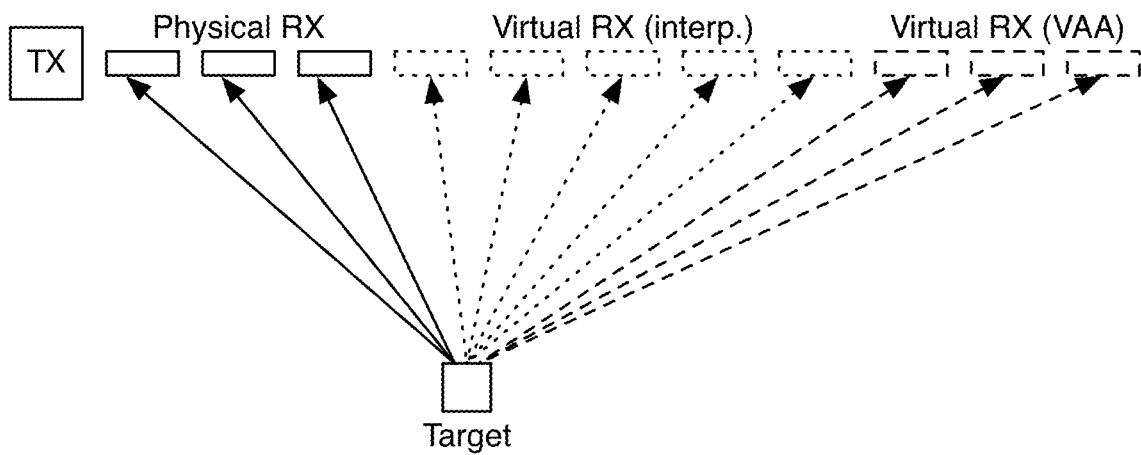 Physical RX
Virtual RX (interp.)
Virtual RX (VAA)
TX
Target